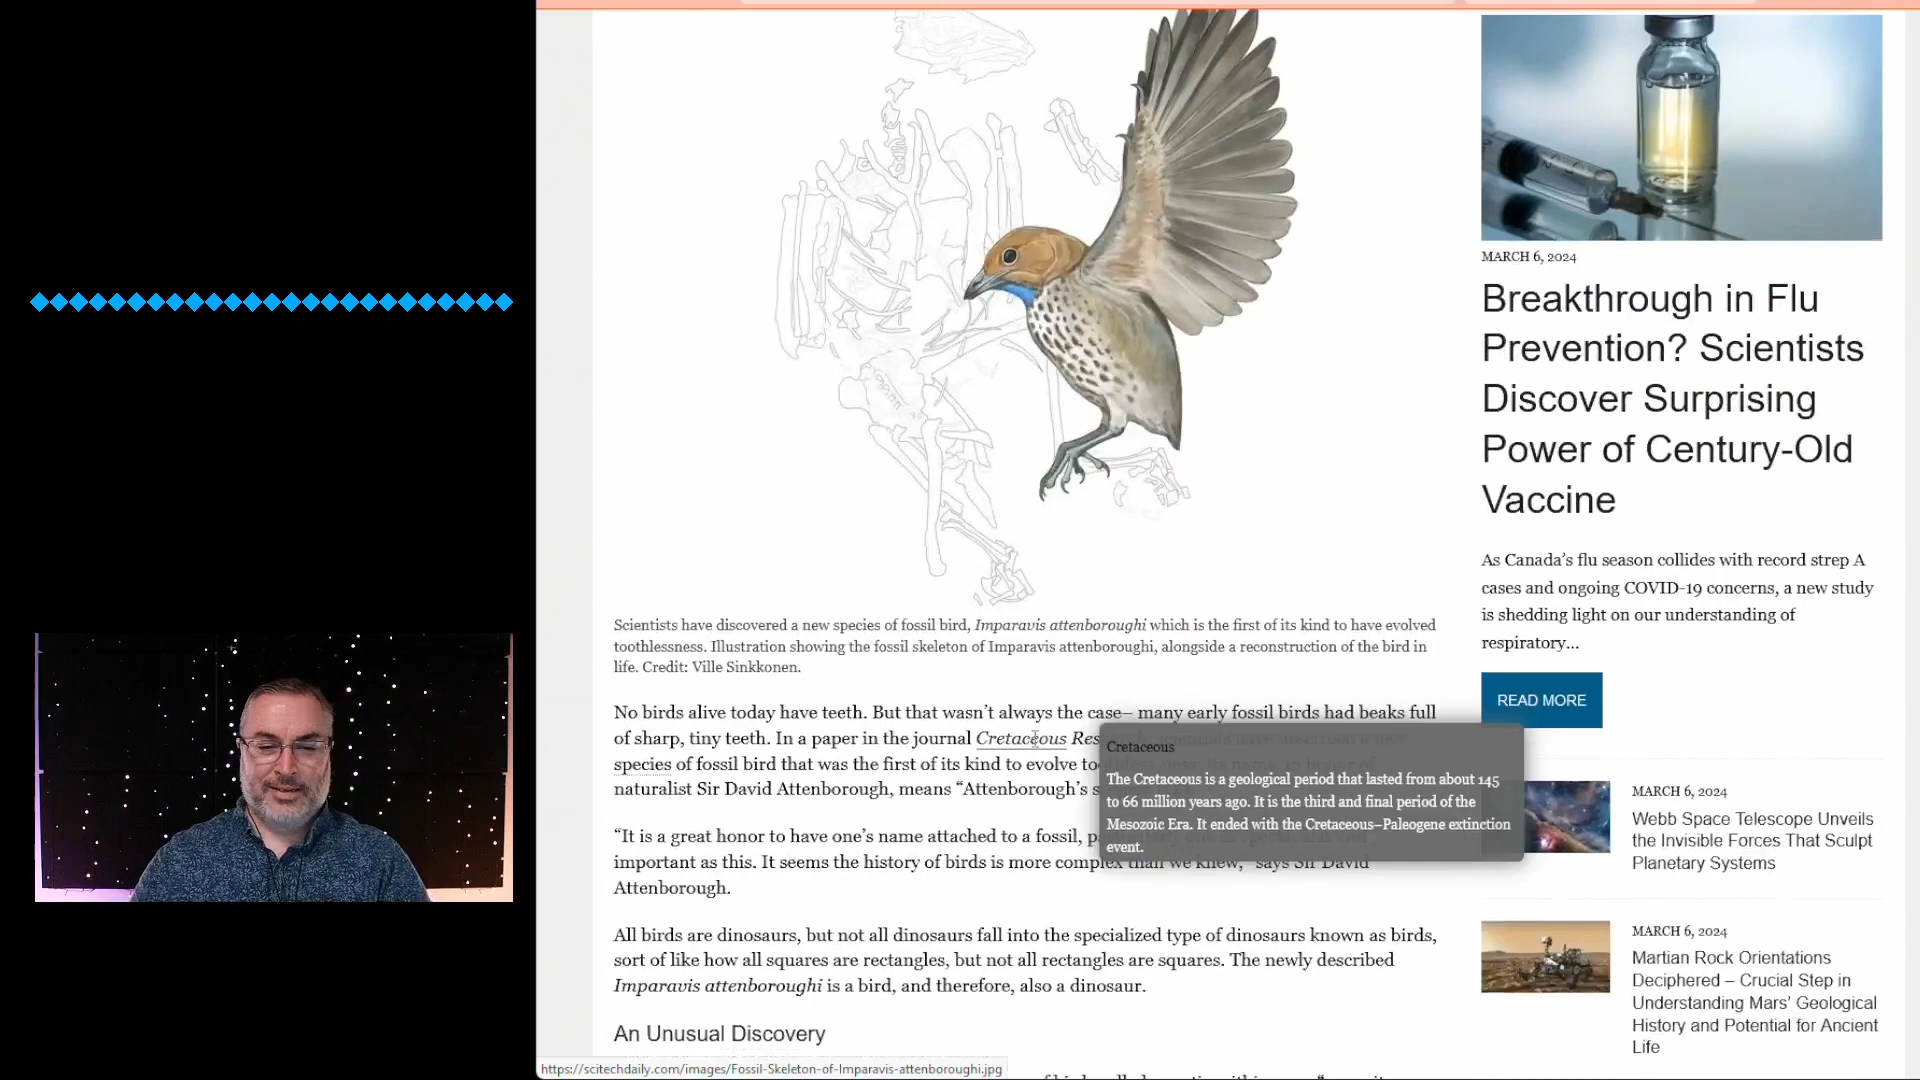 Scientists have discovered a new species of fossil bird, Imparavis attenboroughi which is the first of its kind to have evolved
toothlessness. Illustration showing the fossil skeleton of Imparavis attenboroughi, alongside a reconstruction of the bird in
life. Credit: Ville Sinkkonen.
No birds alive today have teeth. But that wasn’t always the case– many early fossil birds had beaks full
of sharp, tiny teeth. In a paper in the journal Cretaceous
species of fossil bird that was the first of its kind to evolve
naturalist Sir David Attenborough, means “Attenborough’s
“It is a great honor to have one’s name attached to a fossil,
important as this. It seems the history of birds is more complex than we knew,” says Sir David
Attenborough.
All birds are dinosaurs, but not all dinosaurs fall into the specialized type of dinosaurs known as birds,
sort of like how all squares are rectangles, but not all rectangles are squares. The newly described
Imparavis attenboroughi is a bird, and therefore, also a dinosaur.
An Unusual Discovery
https://scitechdaily.com/images/Fossil-Skeleton-of-Imparavis-attenboroughi.jpg
Cretaceous
The Cretaceous is a geological period that lasted from about 145
to 66 million years ago. It is the third and final period of the
Mesozoic Era. It ended with the Cretaceous–Paleogene extinction
event.
MARCH 6, 2024
Breakthrough in Flu
Prevention? Scientists
Discover Surprising
Power of Century-Old
Vaccine
As Canada’s flu season collides with record strep A
cases and ongoing COVID-19 concerns, a new study
is shedding light on our understanding of
respiratory...
READ MORE
MARCH 6, 2024
Webb Space Telescope Unveils
the Invisible Forces That Sculpt
Planetary Systems
MARCH 6, 2024
Martian Rock Orientations
Deciphered – Crucial Step in
Understanding Mars’ Geological
History and Potential for Ancient
Life